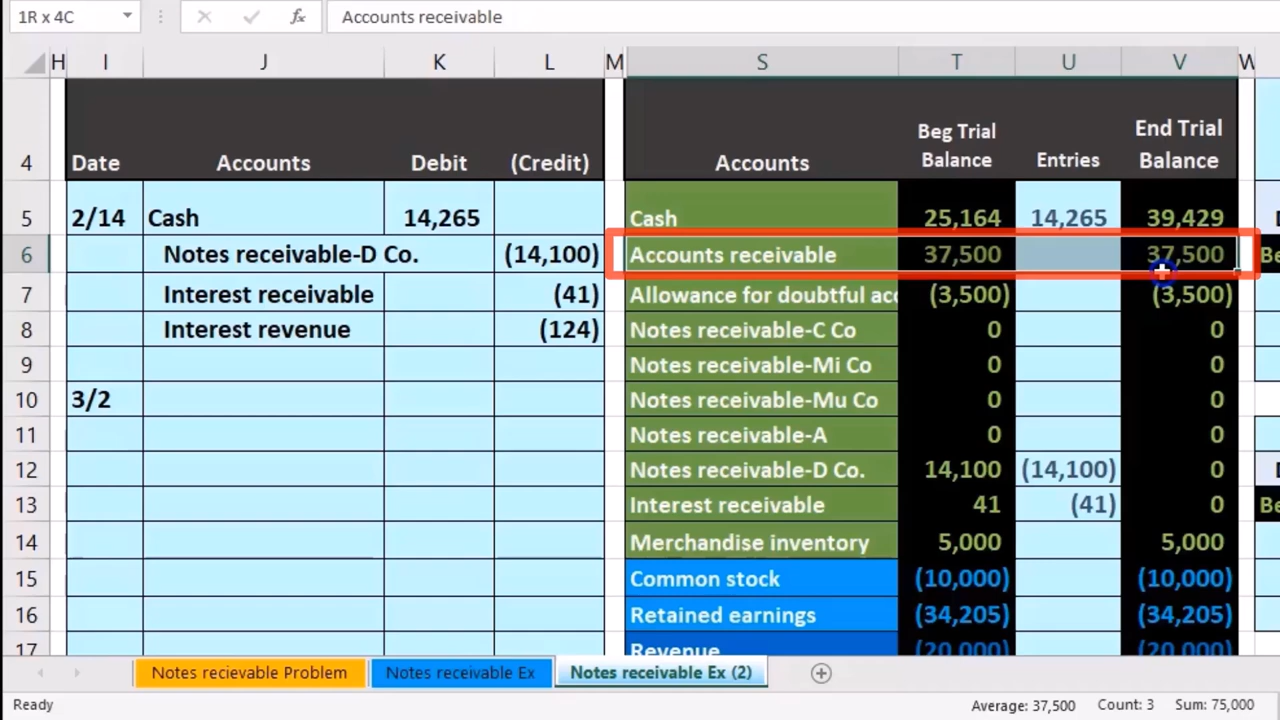 1R x 4C fx Accounts receivable
H I J K L M S T U V W
4 Date Accounts Debit (Credit) Accounts Beg Trial Balance Entries End Trial Balance
5 2/14 Cash 14,265 Cash 25,164 14,265 39,429
6 Notes receivable-D Co. (14,100) Accounts receivable 37,500 37,500 Be
7 Interest receivable (41) Allowance for doubtful acc (3,500) (3,500)
8 Interest revenue (124) Notes receivable-C Co 0 0
9 Notes receivable-Mi Co 0 0
10 3/2 Notes receivable-Mu Co 0 0
11 Notes receivable-A 0 0
12 Notes receivable-D Co. 14,100 (14,100) 0
13 Interest receivable 41 (41) 0 Be
14 Merchandise inventory 5,000 5,000
15 Common stock (10,000) (10,000)
16 Retained earnings (34,205) (34,205)
17 Revenue (20,000) (20,000)
Notes recievable Problem Notes receivable Ex Notes receivable Ex (2)
Ready Average: 37,500 Count: 3 Sum: 75,000